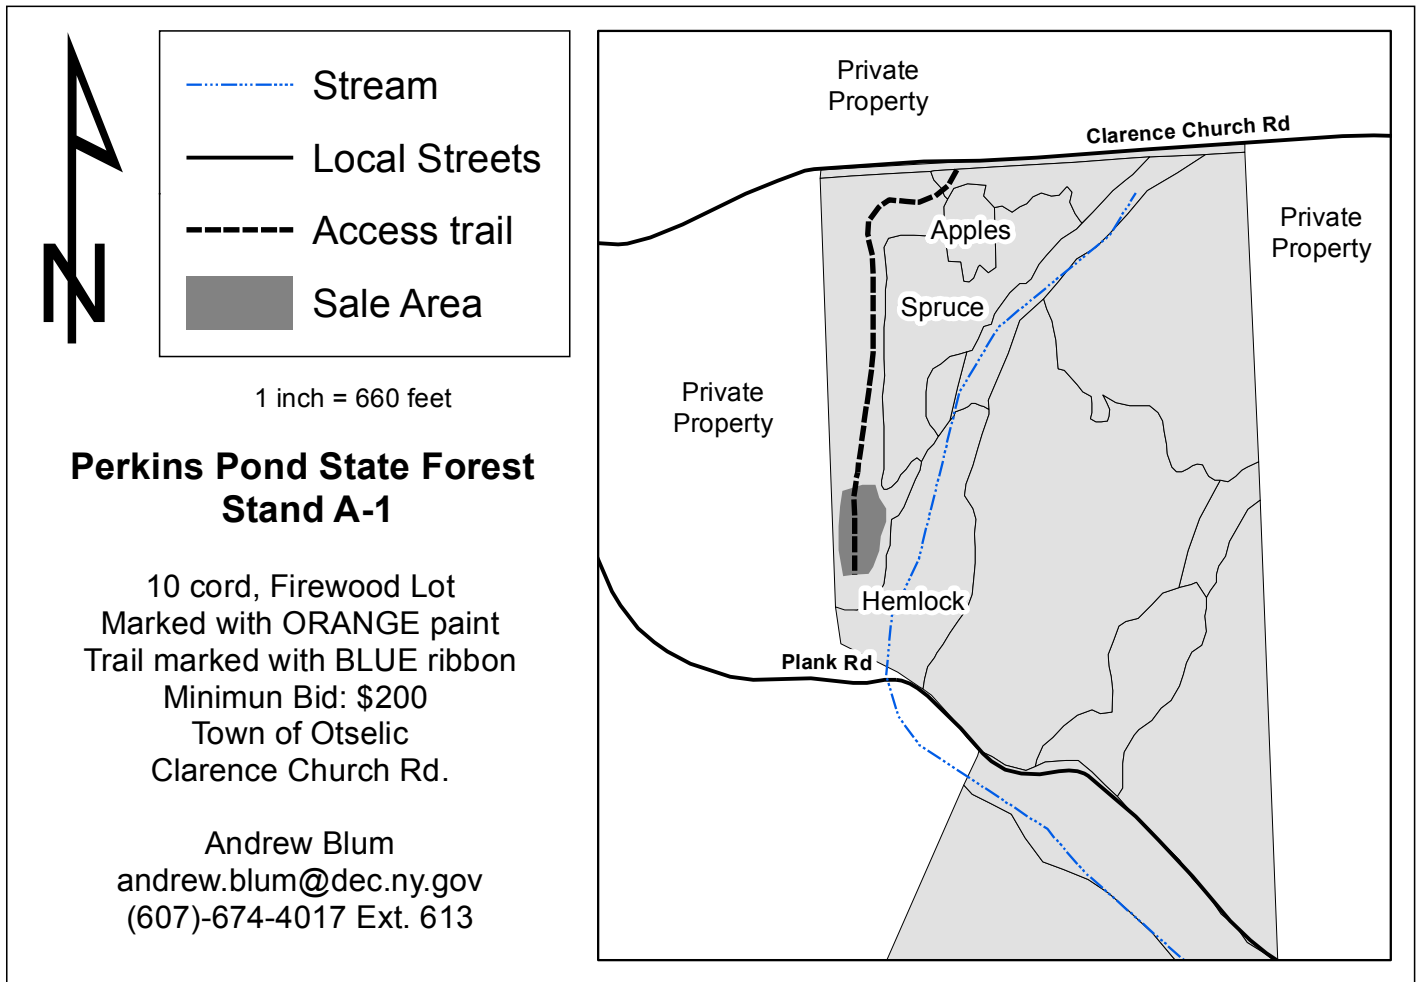 N
Stream
Local Streets
Access trail
Sale Area
1 inch = 660 feet
Perkins Pond State Forest
Stand A-1
10 cord, Firewood Lot
Marked with ORANGE paint
Trail marked with BLUE ribbon
Minimun Bid: $200
Town of Otselic
Clarence Church Rd.
Andrew Blum
andrew.blum@dec.ny.gov
(607)-674-4017 Ext. 613
Private
Property
Clarence Church Rd
Private
Property
Apples
Spruce
Private
Property
Hemlock
Plank Rd